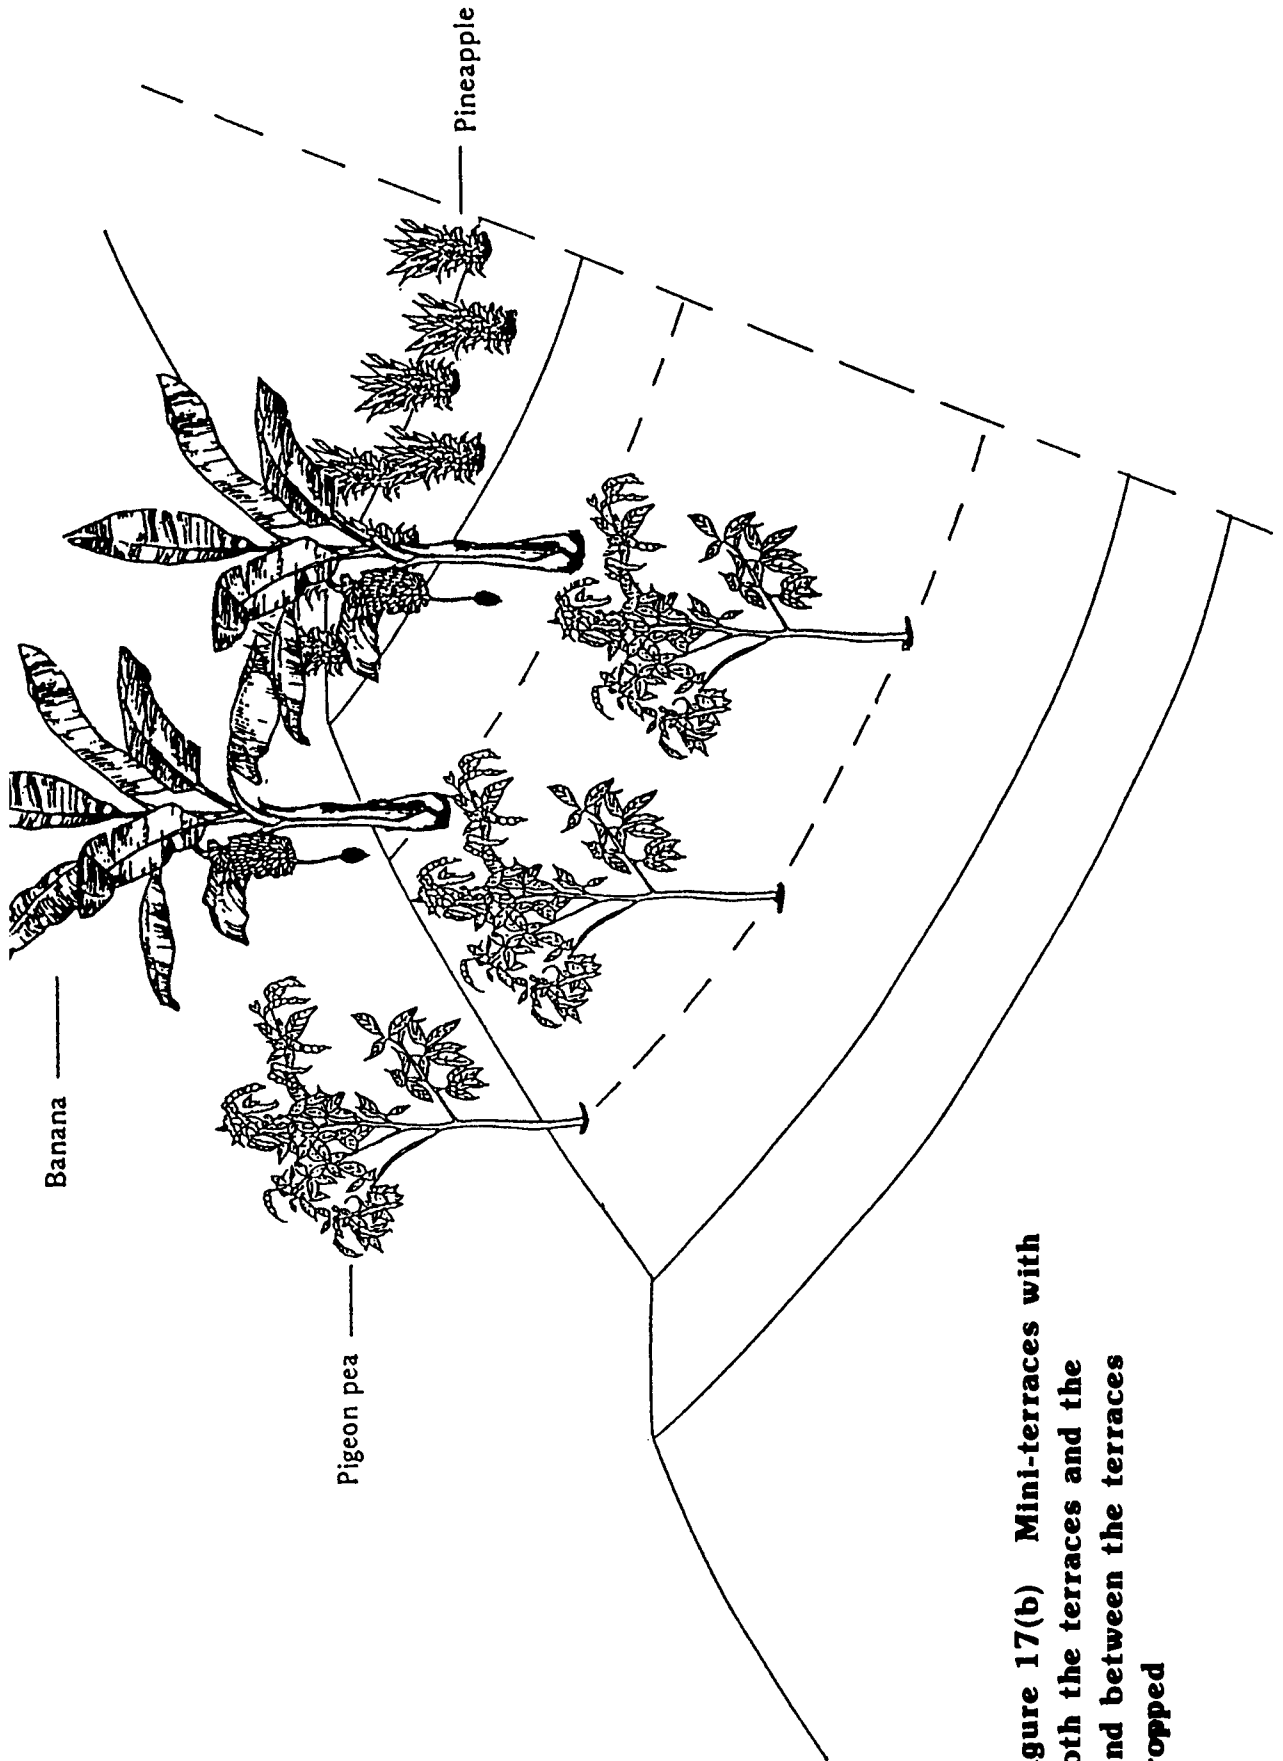 Banana
Pigeon pea
Pineapple
gure 17(b) Mini-terraces with
oth the terraces and the
nd between the terraces
ropped